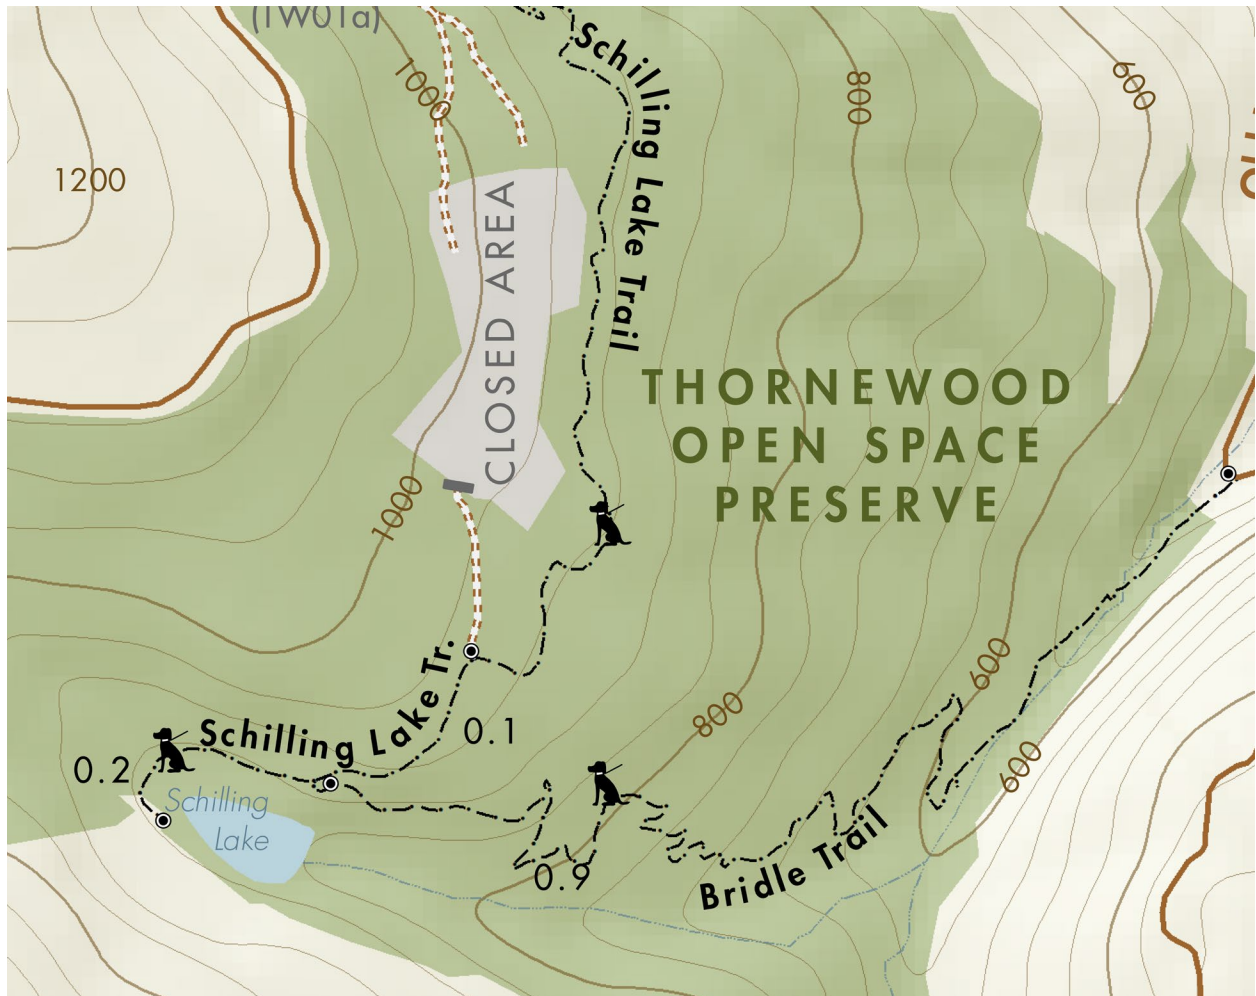 (TW01a)
1000
Schilling Lake Trail
800
600
1200
CLOSED AREA
THORNEWOOD
OPEN SPACE
PRESERVE
1000
600
800
600
Schilling Lake Tr.
0.1
0.2
Schilling
Lake
0.9
Bridle Trail